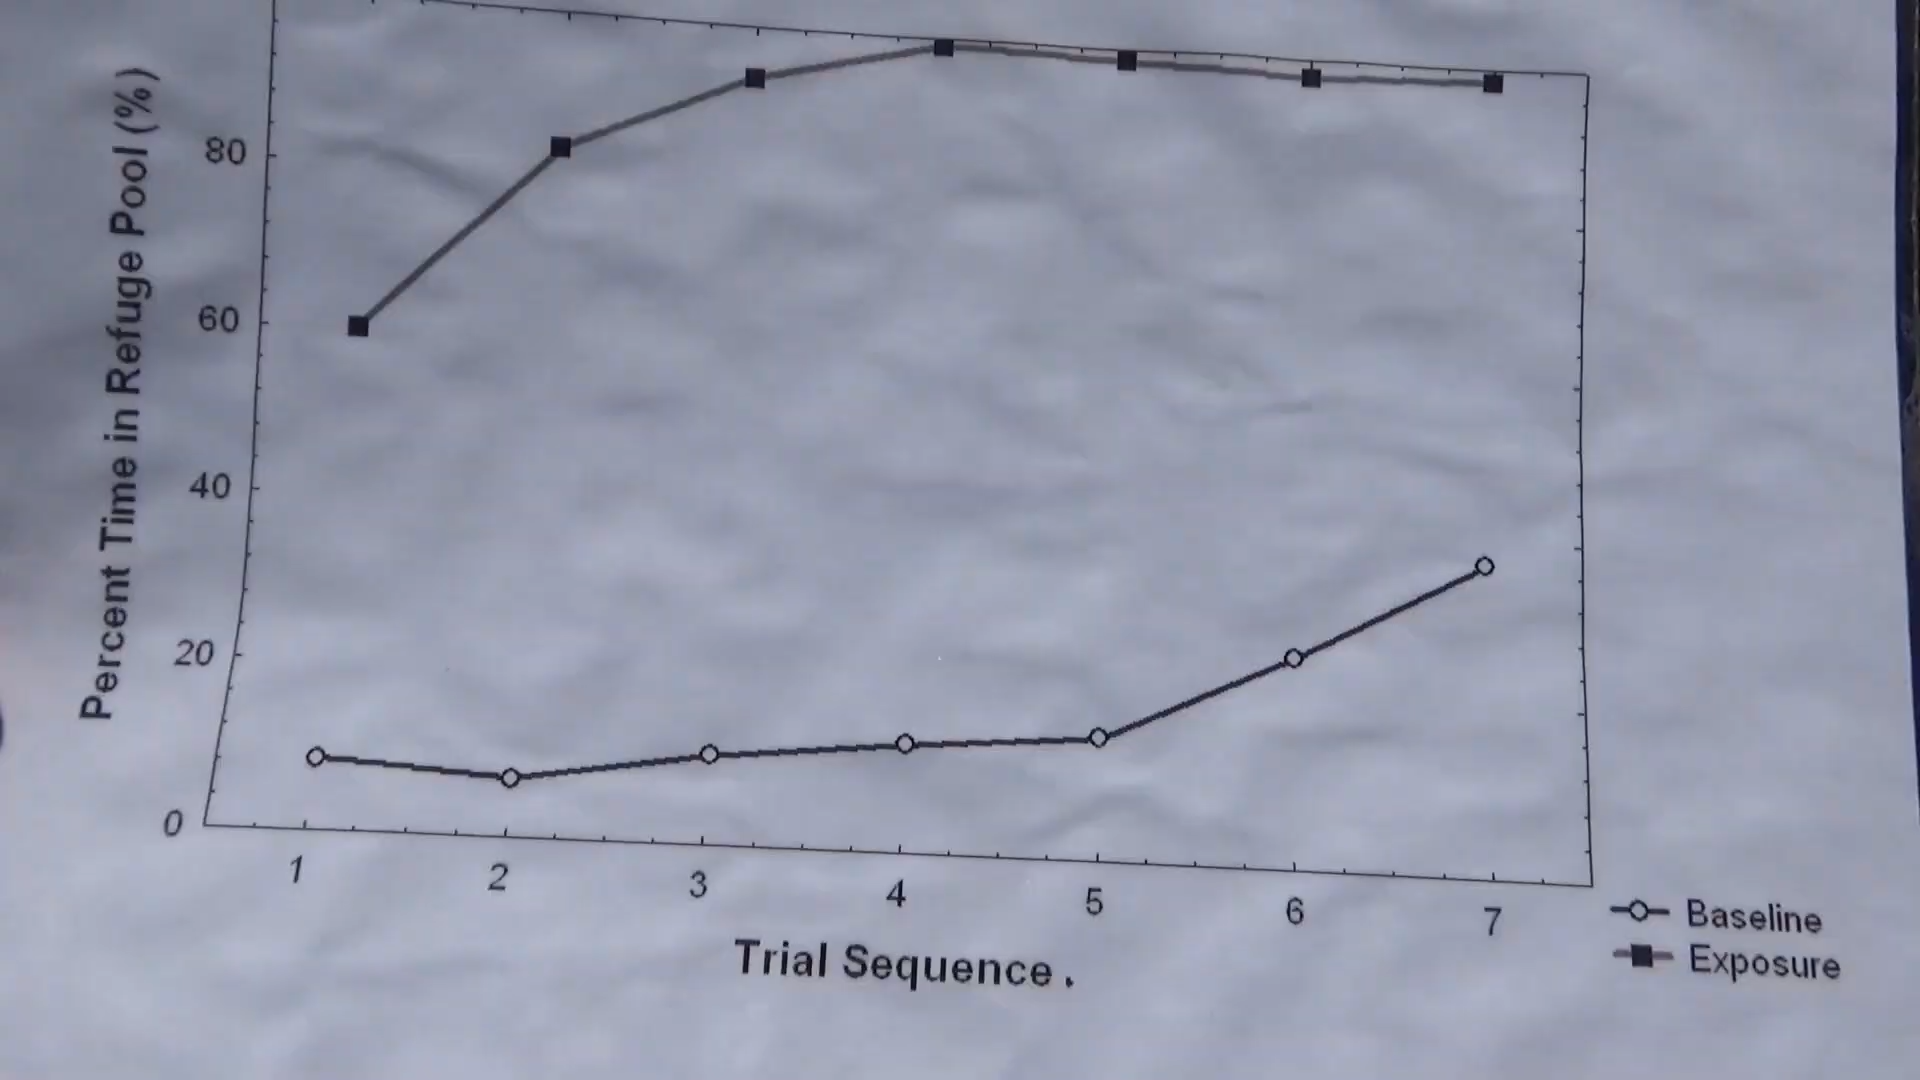 Percent Time in Refuge Pool (%)
80
60
40
20
0
1 2 3 4 5 6 7
Trial Sequence .
Baseline
Exposure